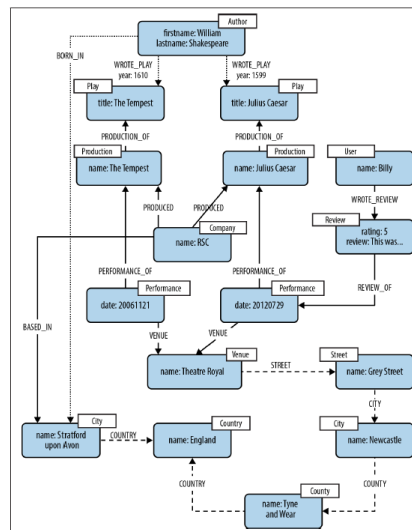 Author
firstname: William
lastname: Shakespeare
BORN_IN
WROTE_PLAY
year: 1610
WROTE_PLAY
year: 1599
Play
title: The Tempest
Play
title: Julius Caesar
PRODUCTION_OF
PRODUCTION_OF
Production
name: The Tempest
Production
name: Julius Caesar
User
name: Billy
PRODUCED
PRODUCED
WROTE_REVIEW
Company
name: RSC
Review
rating: 5
review: This was...
PERFORMANCE_OF
PERFORMANCE_OF
Performance
date: 20061121
Performance
date: 20120729
REVIEW_OF
BASED_IN
VENUE
VENUE
Venue
name: Theatre Royal
STREET
Street
name: Grey Street
CITY
City
name: Stratford
upon Avon
COUNTRY
Country
name: England
City
name: Newcastle
COUNTRY
COUNTY
County
name: Tyne
and Wear